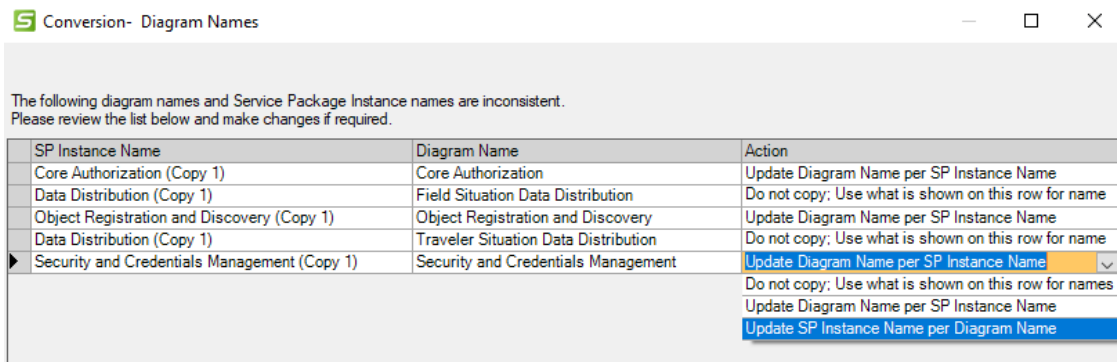 Conversion- Diagram Names
The following diagram names and Service Package Instance names are inconsistent.
Please review the list below and make changes if required.
SP Instance Name Diagram Name Action
Core Authorization (Copy 1) Core Authorization Update Diagram Name per SP Instance Name
Data Distribution (Copy 1) Field Situation Data Distribution Do not copy; Use what is shown on this row for name
Object Registration and Discovery (Copy 1) Object Registration and Discovery Update Diagram Name per SP Instance Name
Data Distribution (Copy 1) Traveler Situation Data Distribution Do not copy; Use what is shown on this row for name
Security and Credentials Management (Copy 1) Security and Credentials Management Update Diagram Name per SP Instance Name
Do not copy; Use what is shown on this row for names
Update Diagram Name per SP Instance Name
Update SP Instance Name per Diagram Name